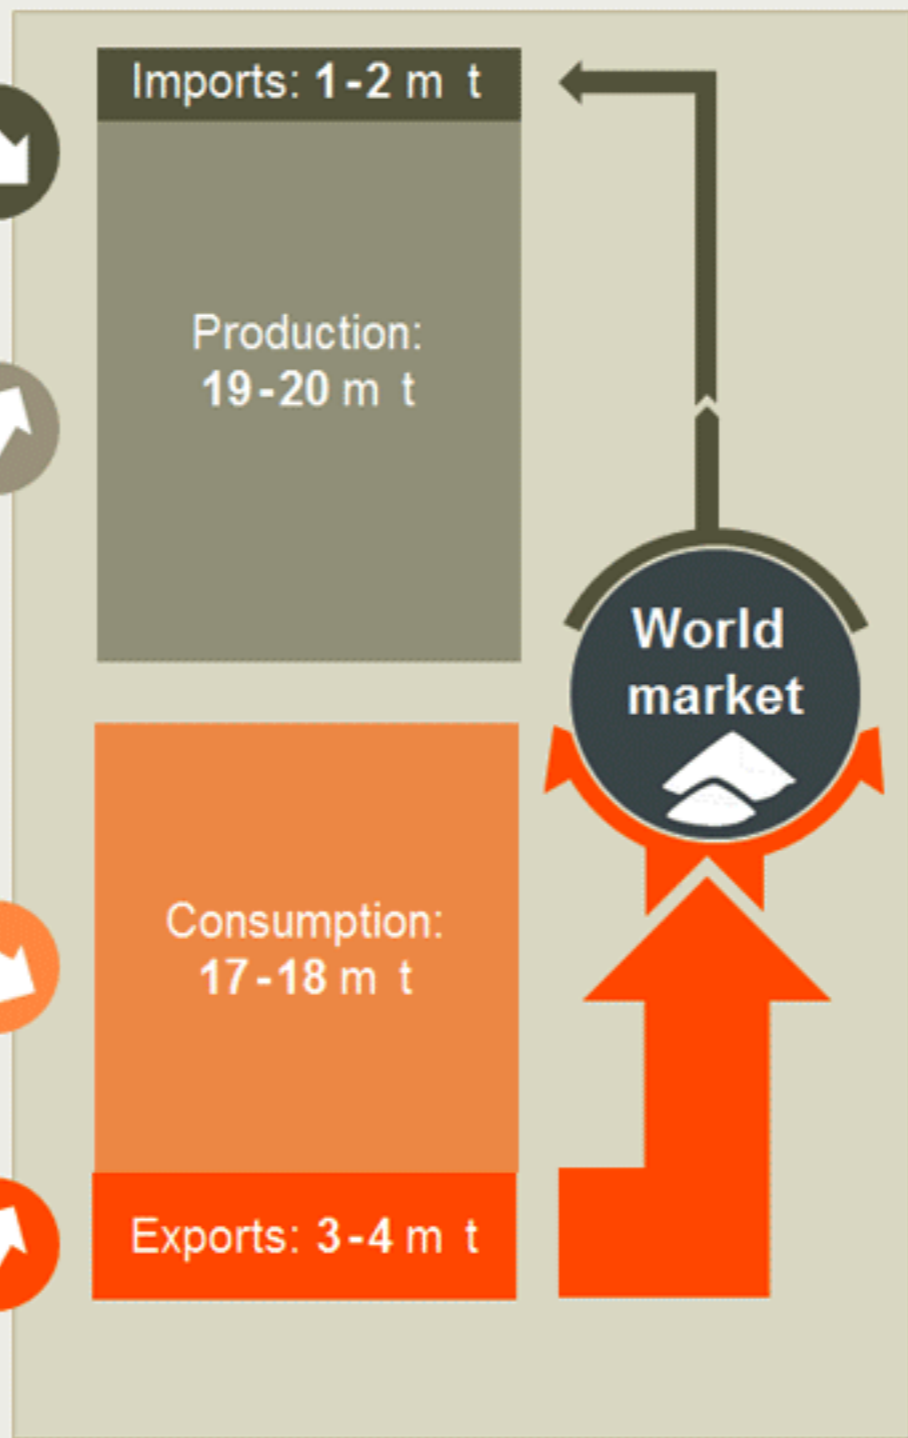 Imports: 1-2 m t
Production:
19-20 m t
World
market
Consumption:
17-18 m t
Exports: 3-4 m t